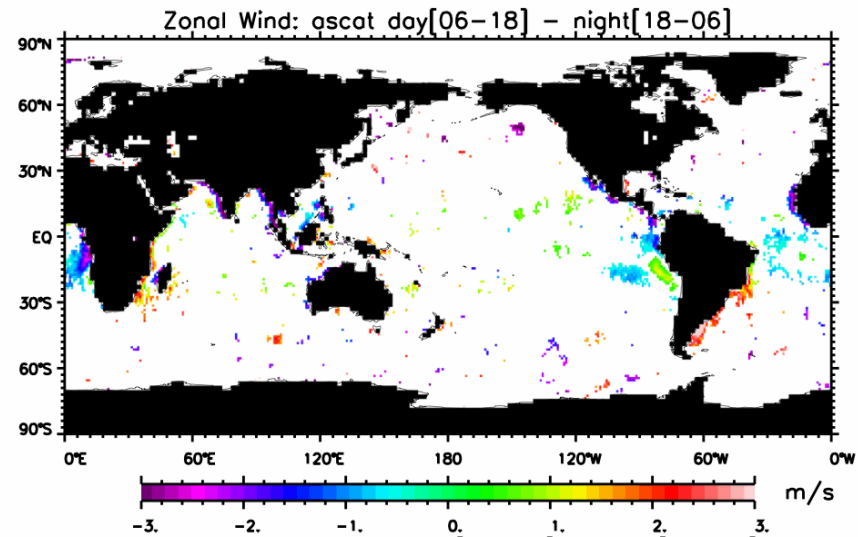 Zonal Wind: ascat day[06-18] - night[18-06]
90°N
60°N
30°N
EQ
30°S
60°S
90°S
0°E 60°E 120°E 180 120°W 60°W 0°W
m/s
-3. -2. -1. 0. 1. 2. 3.